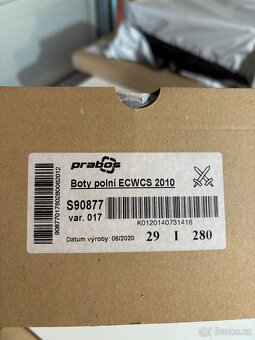 prabos
Boty polní ECWCS 2010
S90877
var. 017
K0120140731416
Datum výroby: 06/2020
29 I 280